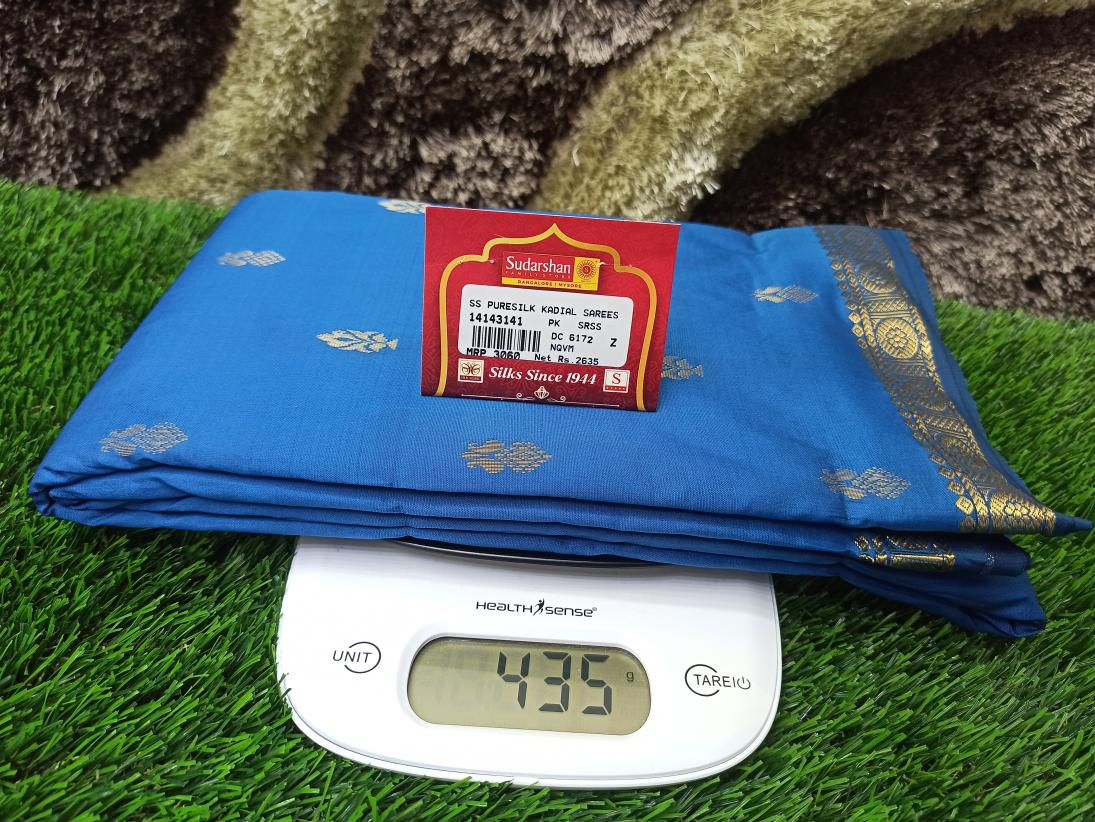 Sudarshan
FAMILY STORE
BANGALORE | MYSORE
SS PURESILK KADIAL SAREES
14143141 PK SRSS
DC 6172 Z
NQVM
MRP 3060 Net Rs.2635
Silks Since 1944 S
HEALTH SENSE®
UNIT
435 g
TARE